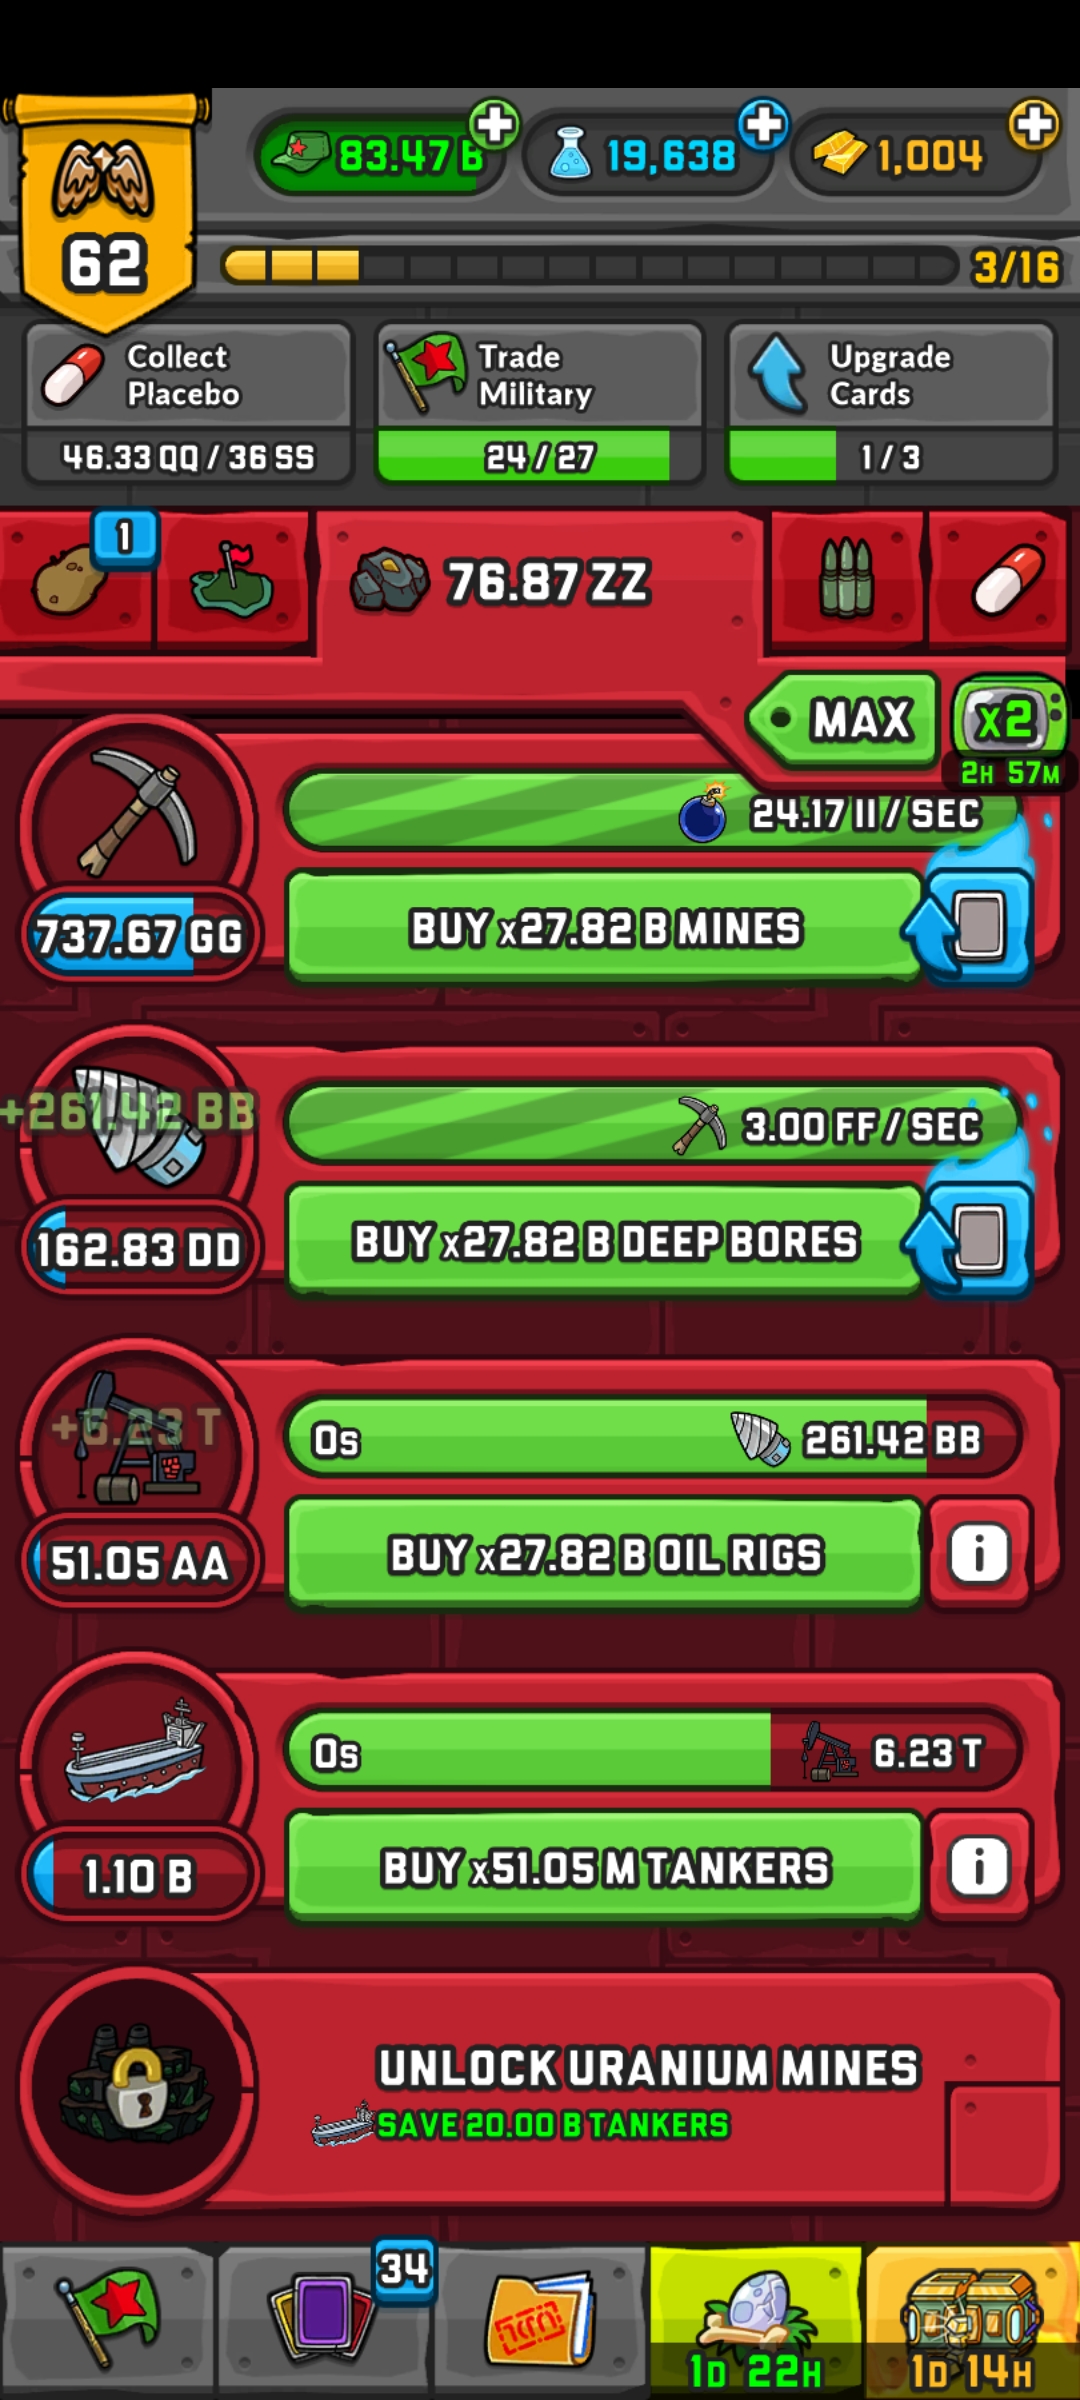 83.47 B
19,638
1,004
62
3/16
Collect
Placebo
Trade
Military
Upgrade
Cards
46.33 QQ / 36 SS
24 / 27
1 / 3
1
76.87 ZZ
MAX
x2
2H 57M
24.17 II / SEC
737.67 GG
BUY x27.82 B MINES
+261.42 BB
3.00 FF / SEC
162.83 DD
BUY x27.82 B DEEP BORES
+6.23 T
0s
261.42 BB
51.05 AA
BUY x27.82 B OIL RIGS
i
0s
6.23 T
1.10 B
BUY x51.05 M TANKERS
i
UNLOCK URANIUM MINES
SAVE 20.00 B TANKERS
34
1D 22H
1D 14H